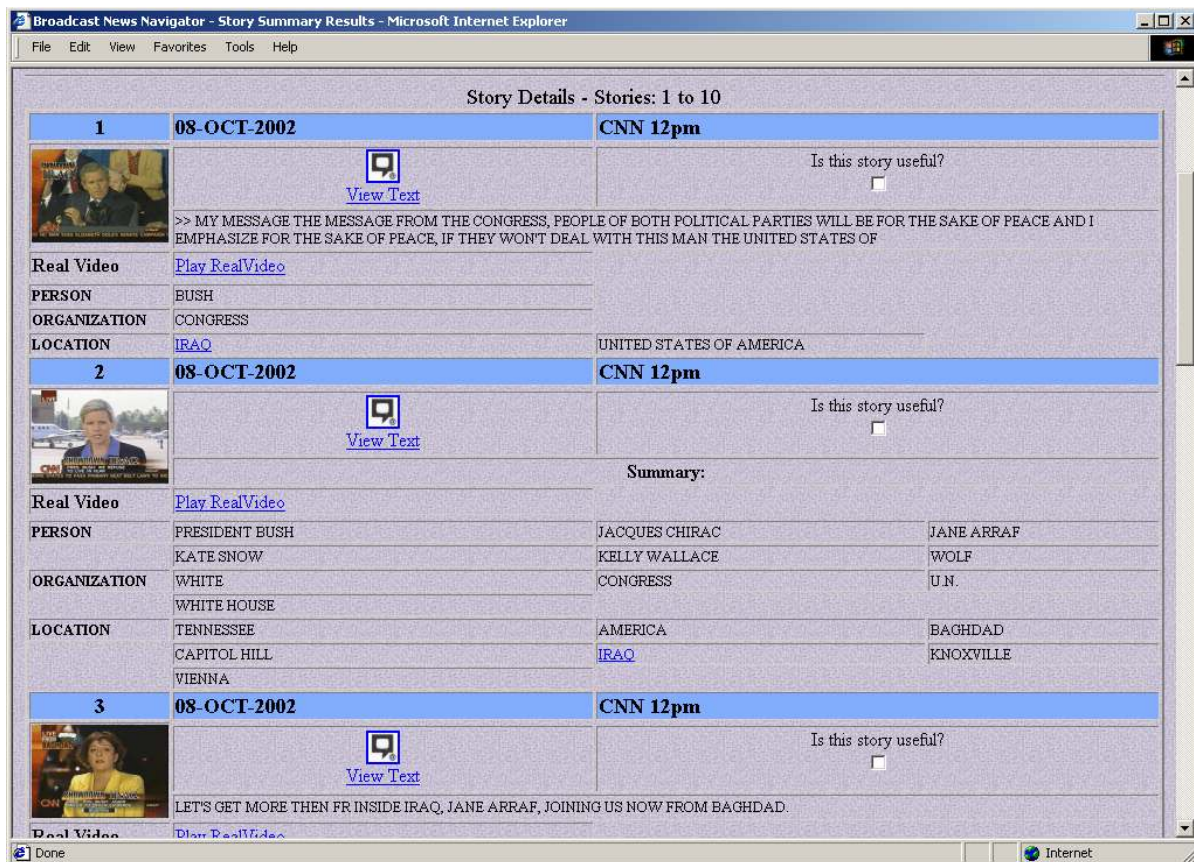 Broadcast News Navigator - Story Summary Results - Microsoft Internet Explorer
File Edit View Favorites Tools Help
Story Details - Stories: 1 to 10
1 08-OCT-2002 CNN 12pm
View Text
Is this story useful?
>> MY MESSAGE THE MESSAGE FROM THE CONGRESS, PEOPLE OF BOTH POLITICAL PARTIES WILL BE FOR THE SAKE OF PEACE AND I
EMPHASIZE FOR THE SAKE OF PEACE, IF THEY WON'T DEAL WITH THIS MAN THE UNITED STATES OF
Real Video Play RealVideo
PERSON BUSH
ORGANIZATION CONGRESS
LOCATION IRAQ UNITED STATES OF AMERICA
2 08-OCT-2002 CNN 12pm
LIVE
CNN
View Text
Is this story useful?
Summary:
Real Video Play RealVideo
PERSON PRESIDENT BUSH JACQUES CHIRAC JANE ARRAF
KATE SNOW KELLY WALLACE WOLF
ORGANIZATION WHITE CONGRESS U.N.
WHITE HOUSE
LOCATION TENNESSEE AMERICA BAGHDAD
CAPITOL HILL IRAQ KNOXVILLE
VIENNA
3 08-OCT-2002 CNN 12pm
LIVE
CNN
View Text
Is this story useful?
LET'S GET MORE THEN FR INSIDE IRAQ, JANE ARRAF, JOINING US NOW FROM BAGHDAD.
Real Video Play RealVideo
Done Internet